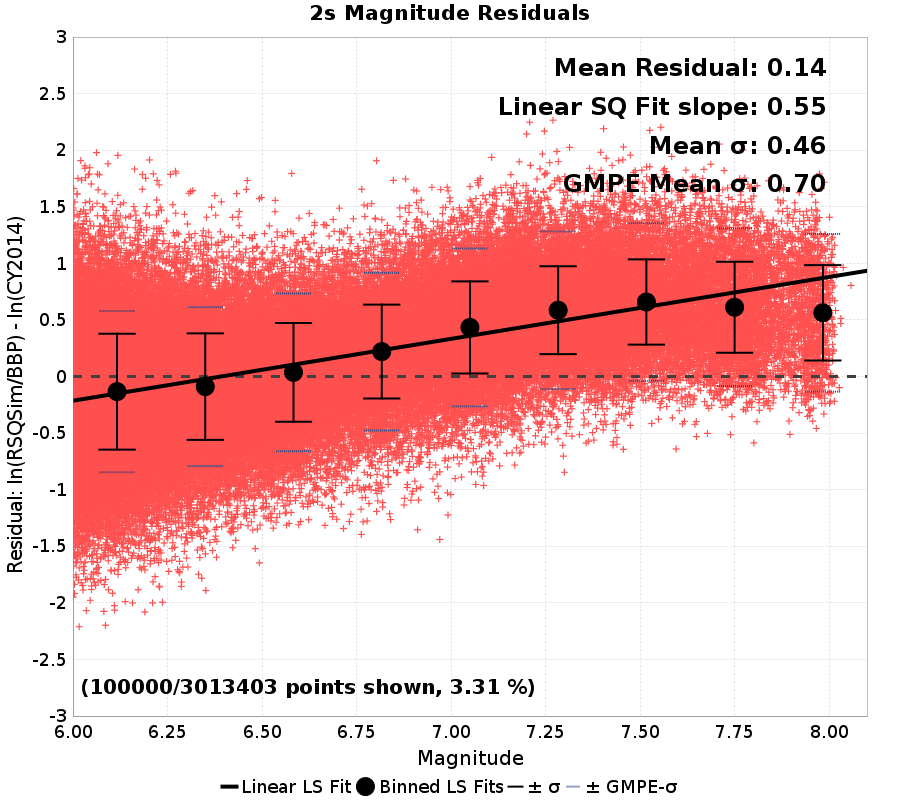 2s Magnitude Residuals
Mean Residual: 0.14
Linear SQ Fit slope: 0.55
Mean σ: 0.46
GMPE Mean σ: 0.70
3
2.5
2
1.5
1
0.5
0
-0.5
-1
-1.5
-2
-2.5
-3
Residual: ln(RSQSim/BBP) - ln(CY2014)
(100000/3013403 points shown, 3.31 %)
6.00 6.25 6.50 6.75 7.00 7.25 7.50 7.75 8.00
Magnitude
Linear LS Fit Binned LS Fits ± σ ± GMPE-σ